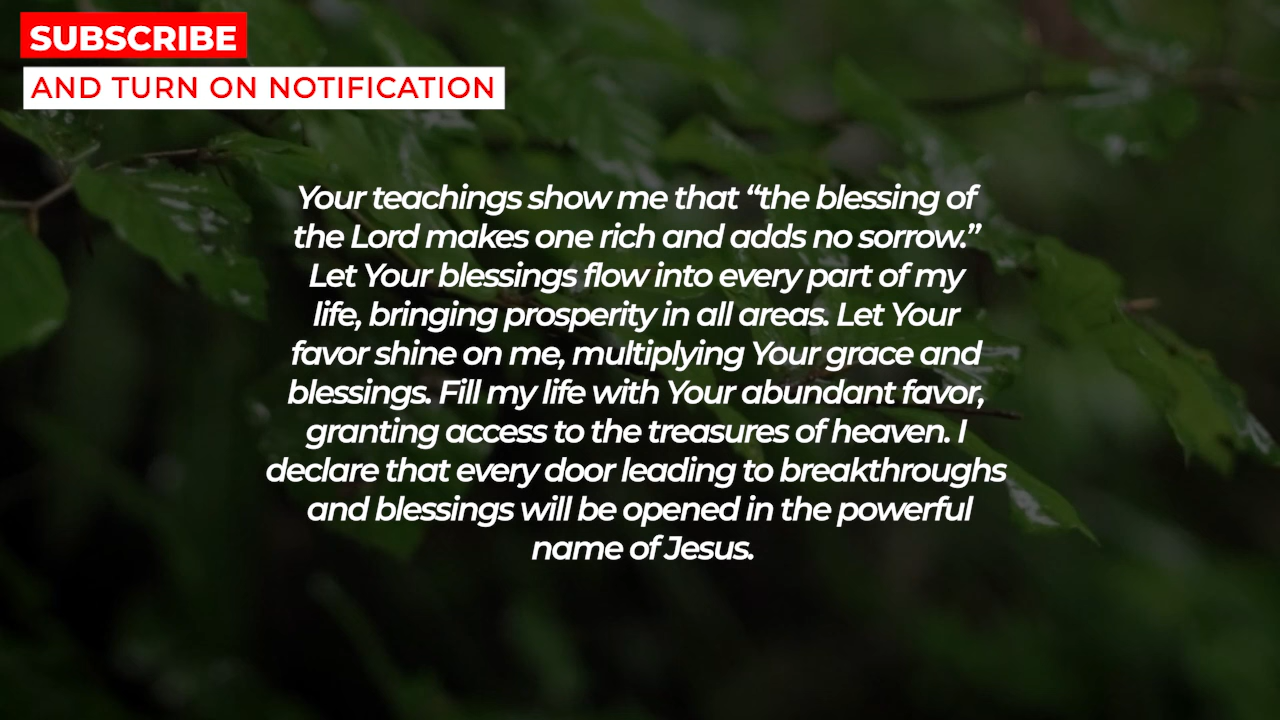 SUBSCRIBE
AND TURN ON NOTIFICATION
Your teachings show me that “the blessing of
the Lord makes one rich and adds no sorrow.”
Let Your blessings flow into every part of my
life, bringing prosperity in all areas. Let Your
favor shine on me, multiplying Your grace and
blessings. Fill my life with Your abundant favor,
granting access to the treasures of heaven. I
declare that every door leading to breakthroughs
and blessings will be opened in the powerful
name of Jesus.